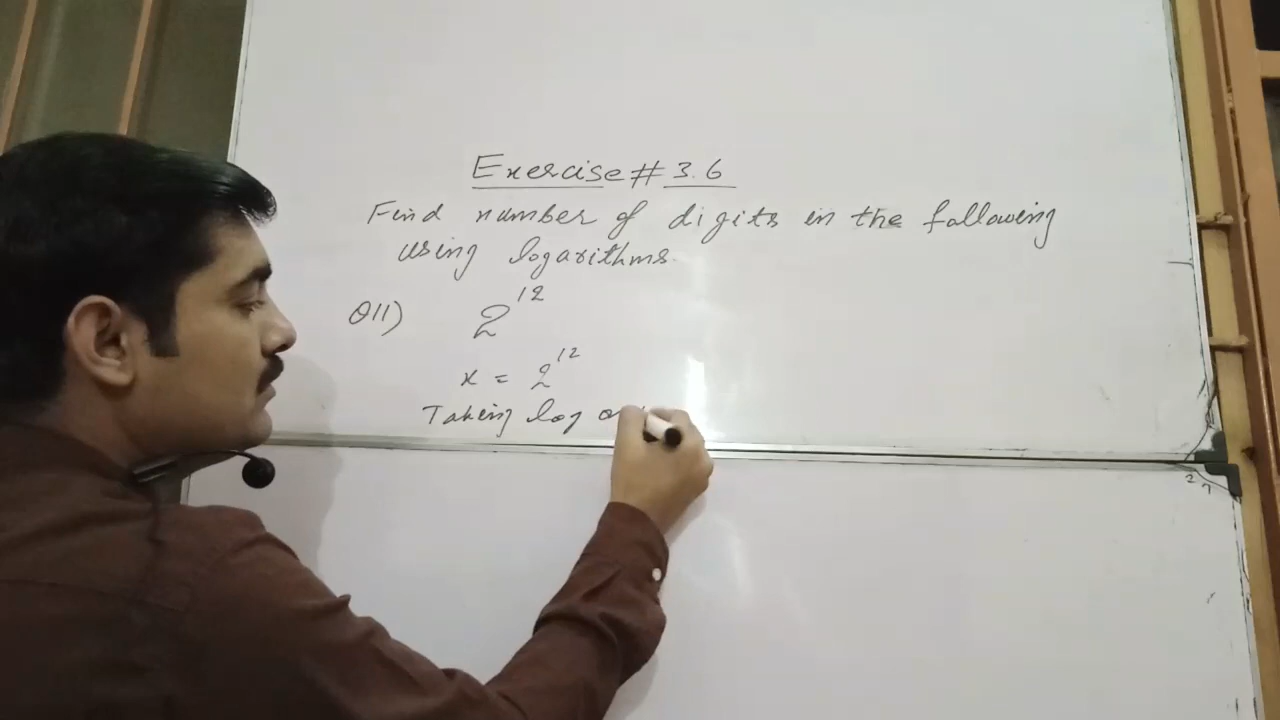 Exercise # 3.6
Find number of digits in the following
using logarithms.
Q11) 2^12
x = 2^12
Taking log
2